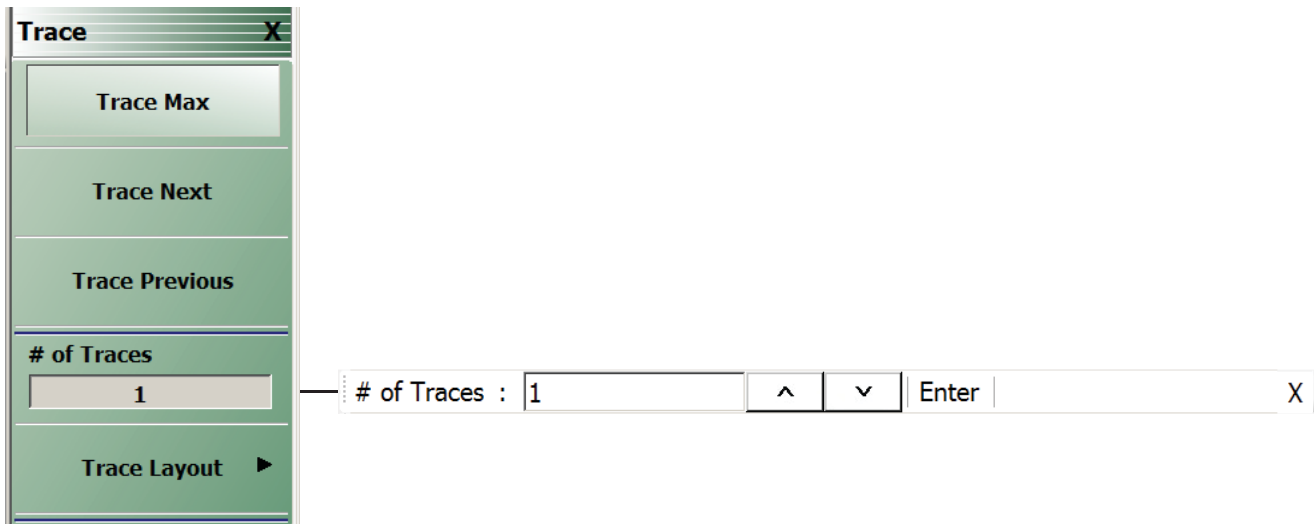 Trace X
Trace Max
Trace Next
Trace Previous
# of Traces
1
# of Traces : 1 ^ v Enter X
Trace Layout ►